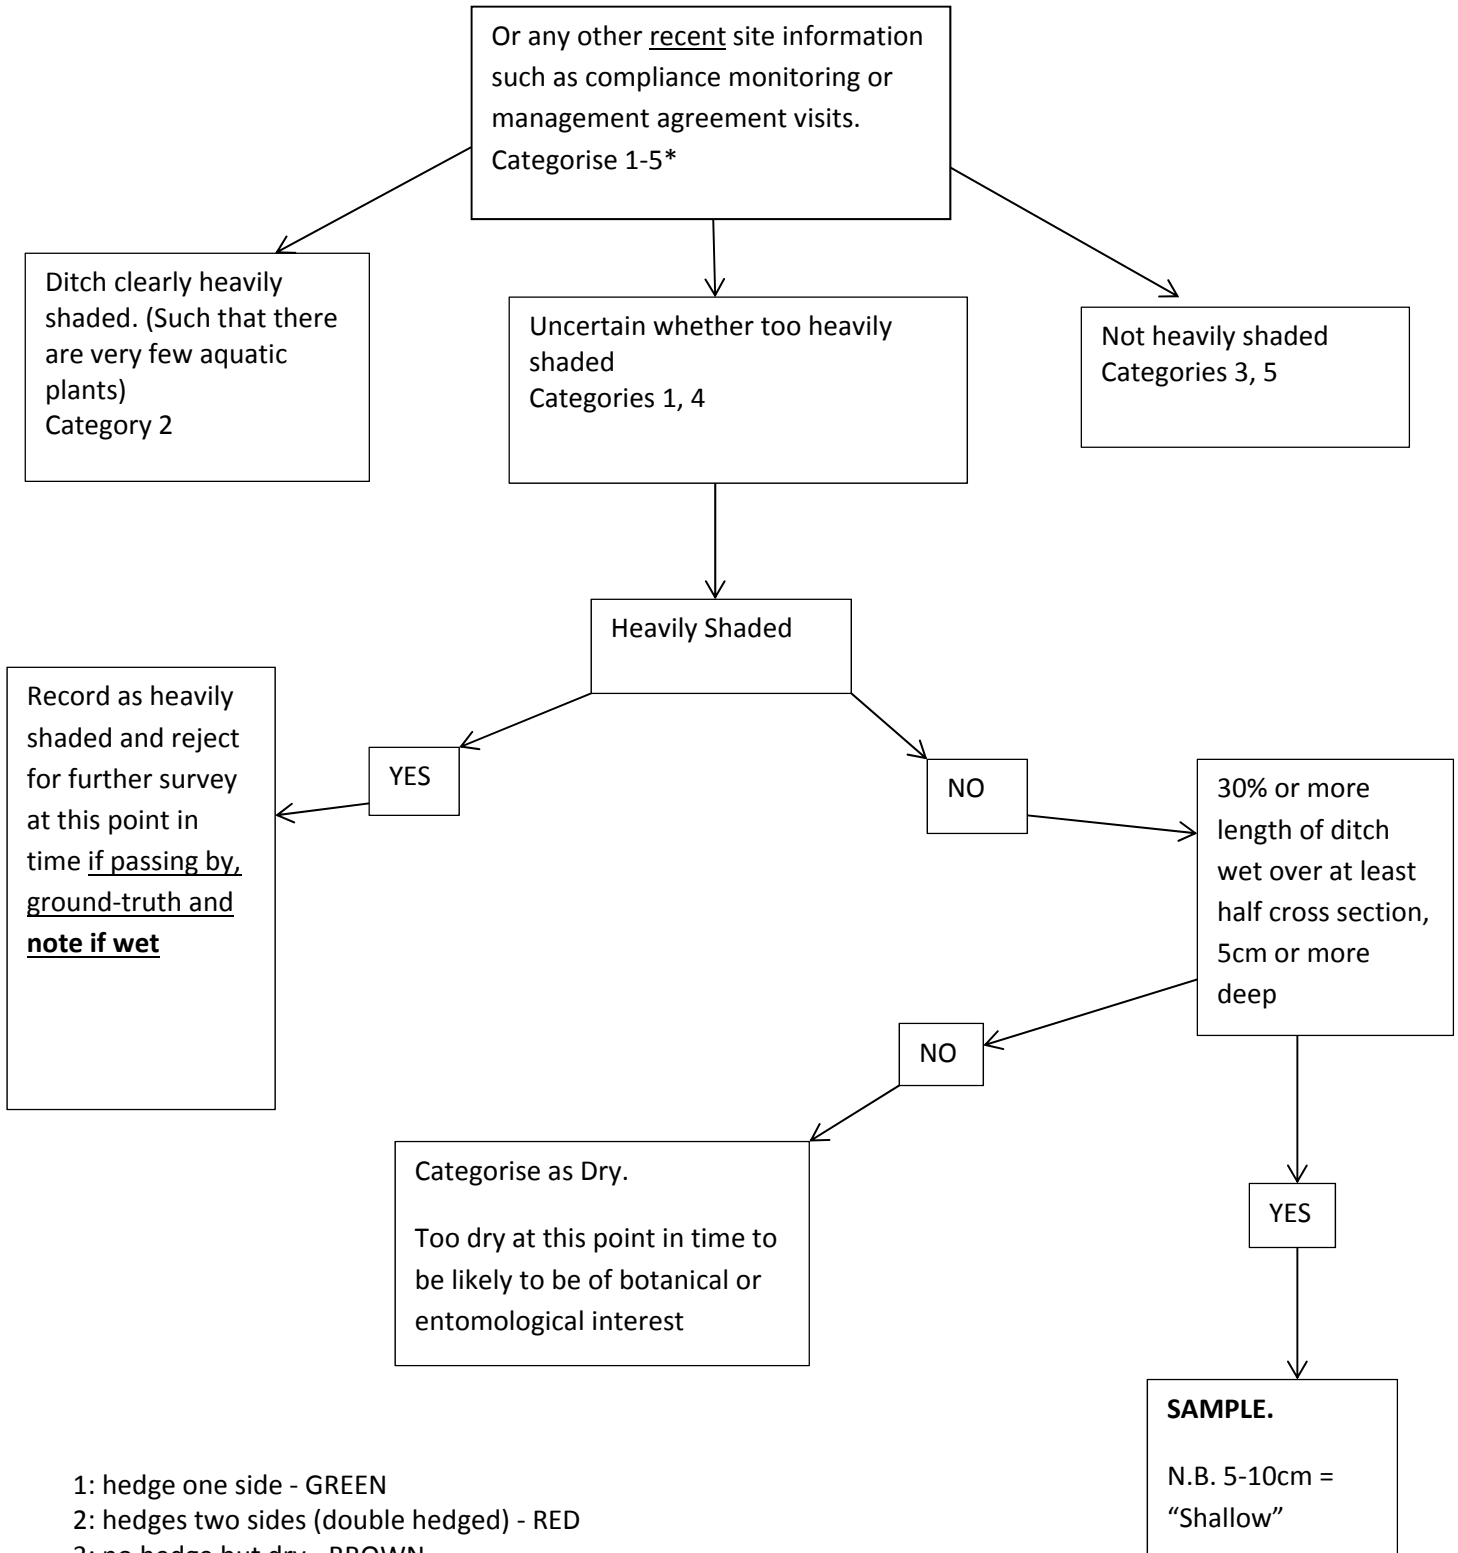 Or any other recent site information
such as compliance monitoring or
management agreement visits.
Categorise 1-5*
Ditch clearly heavily
shaded. (Such that there
are very few aquatic
plants)
Category 2
Uncertain whether too heavily
shaded
Categories 1, 4
Not heavily shaded
Categories 3, 5
Heavily Shaded
Record as heavily
shaded and reject
for further survey
at this point in
time if passing by,
ground-truth and
note if wet
YES
NO
30% or more
length of ditch
wet over at least
half cross section,
5cm or more
deep
NO
Categorise as Dry.
Too dry at this point in time to
be likely to be of botanical or
entomological interest
YES
SAMPLE.
N.B. 5-10cm =
“Shallow”
1: hedge one side - GREEN
2: hedges two sides (double hedged) - RED
3: no hedge but dry - BROWN